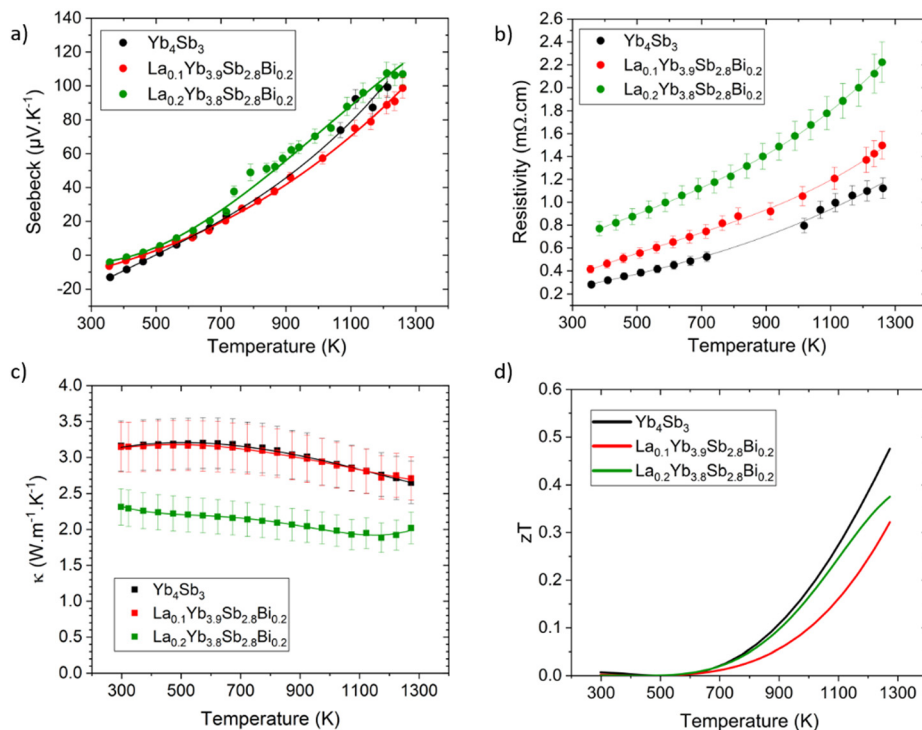 a)
140
120
100
80
60
40
20
0
-20
Seebeck (µV.K⁻¹)
Yb₄Sb₃
La₀.₁Yb₃.₉Sb₂.₈Bi₀.₂
La₀.₂Yb₃.₈Sb₂.₈Bi₀.₂
300 500 700 900 1100 1300
Temperature (K)
b)
2.6
2.4
2.2
2.0
1.8
1.6
1.4
1.2
1.0
0.8
0.6
0.4
0.2
Resistivity (mΩ.cm)
Yb₄Sb₃
La₀.₁Yb₃.₉Sb₂.₈Bi₀.₂
La₀.₂Yb₃.₈Sb₂.₈Bi₀.₂
300 500 700 900 1100 1300
Temperature (K)
c)
4.0
3.5
3.0
2.5
2.0
1.5
1.0
0.5
0.0
κ (W.m⁻¹.K⁻¹)
Yb₄Sb₃
La₀.₁Yb₃.₉Sb₂.₈Bi₀.₂
La₀.₂Yb₃.₈Sb₂.₈Bi₀.₂
300 500 700 900 1100 1300
Temperature (K)
d)
0.6
0.5
0.4
0.3
0.2
0.1
0.0
zT
Yb₄Sb₃
La₀.₁Yb₃.₉Sb₂.₈Bi₀.₂
La₀.₂Yb₃.₈Sb₂.₈Bi₀.₂
300 500 700 900 1100 1300
Temperature (K)